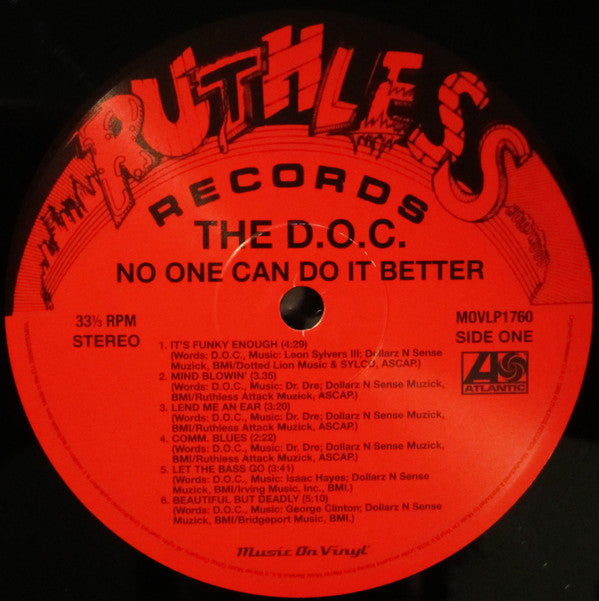 RUTHLESS
RECORDS
THE D.O.C.
NO ONE CAN DO IT BETTER
33⅓ RPM
STEREO
MOVLP1760
SIDE ONE
1. IT'S FUNKY ENOUGH (4:29)
(Words: D.O.C., Music: Leon Sylvers III; Dollarz N Sense
Muzick, BMI/Dotted Lion Music & SYLCO, ASCAP.)
2. MIND BLOWIN' (3.35)
(Words: D.O.C., Music: Dr. Dre; Dollarz N Sense Muzick,
BMI/Ruthless Attack Muzick, ASCAP.)
3. LEND ME AN EAR (3:20)
(Words: D.O.C., Music: Dr. Dre; Dollarz N Sense Muzick,
BMI/Ruthless Attack Muzick, ASCAP.)
4. COMM. BLUES (2:22)
(Words: D.O.C., Music: Dr. Dre; Dollarz N Sense Muzick,
BMI/Ruthless Attack Muzick, ASCAP.)
5. LET THE BASS GO (3:41)
(Words: D.O.C., Music: Isaac Hayes; Dollarz N Sense
Muzick, BMI/Irving Music, Inc., BMI.)
6. BEAUTIFUL BUT DEADLY (5:10)
(Words: D.O.C., Music: George Clinton; Dollarz N Sense
Muzick, BMI/Bridgeport Music, BMI.)
ATLANTIC
Music On Vinyl